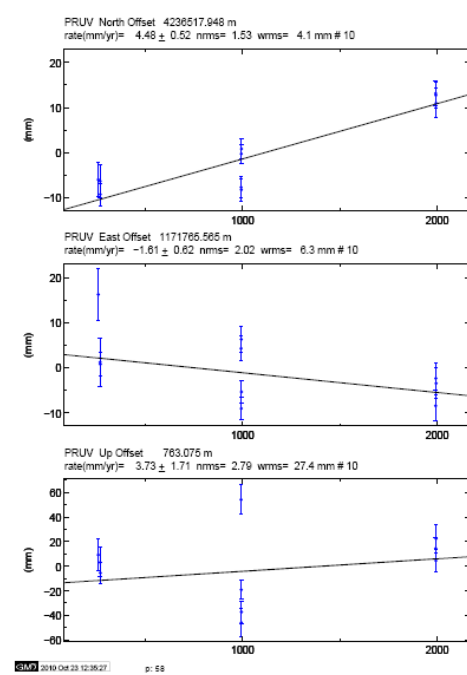 PRUV North Offset 4236517.948 m
rate(mm/yr)= 4.48 ± 0.52 nrms= 1.53 wrms= 4.1 mm # 10
20
10
0
−10
(mm)
1000
2000
PRUV East Offset 1171765.565 m
rate(mm/yr)= −1.61 ± 0.62 nrms= 2.02 wrms= 6.3 mm # 10
20
10
0
−10
(mm)
1000
2000
PRUV Up Offset 763.075 m
rate(mm/yr)= 3.73 ± 1.71 nrms= 2.79 wrms= 27.4 mm # 10
60
40
20
0
−20
−40
−60
(mm)
1000
2000
GMD 2010 Oct 23 12:35:27
p: 58